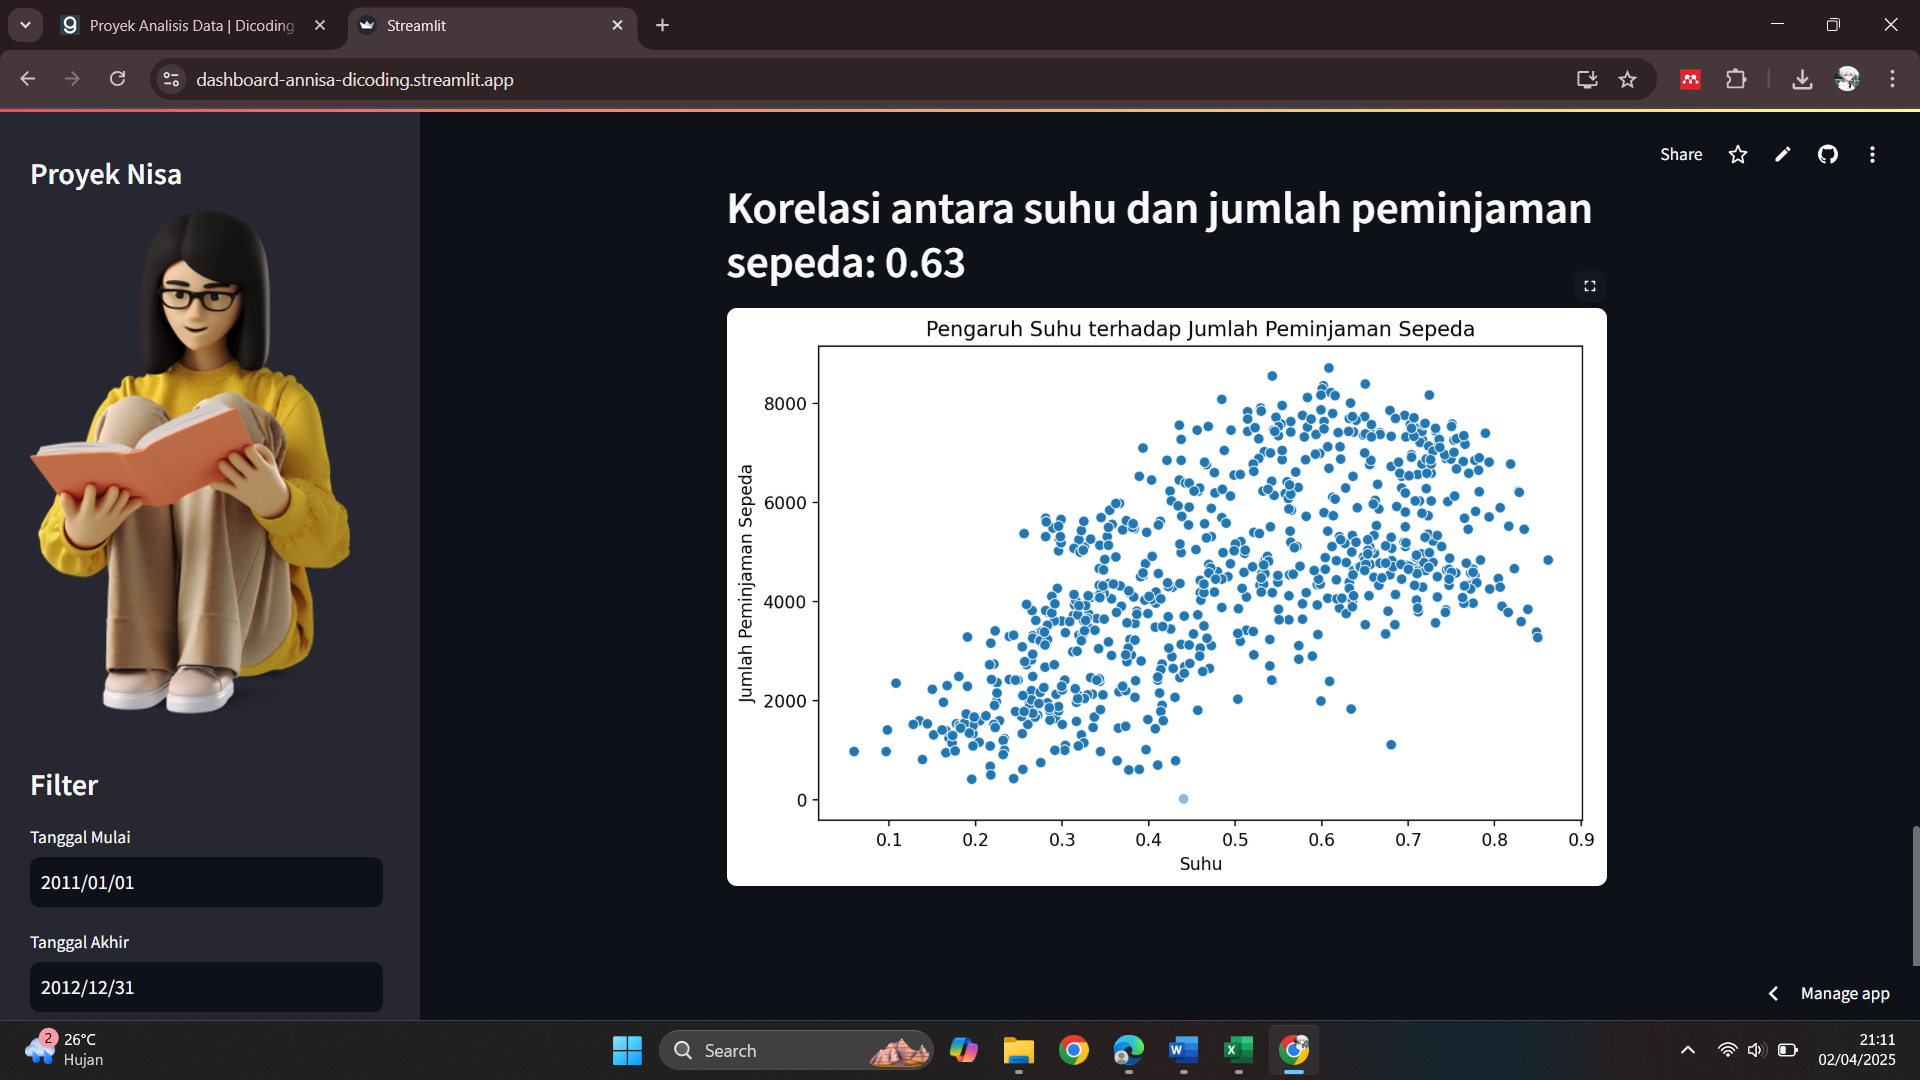 Proyek Analisis Data | Dicoding
Streamlit
dashboard-annisa-dicoding.streamlit.app
Share
Proyek Nisa
Korelasi antara suhu dan jumlah peminjaman
sepeda: 0.63
Pengaruh Suhu terhadap Jumlah Peminjaman Sepeda
Jumlah Peminjaman Sepeda
8000
6000
4000
2000
0
0.1 0.2 0.3 0.4 0.5 0.6 0.7 0.8 0.9
Suhu
Filter
Tanggal Mulai
2011/01/01
Tanggal Akhir
2012/12/31
Manage app
2
26°C
Hujan
Search
21:11
02/04/2025